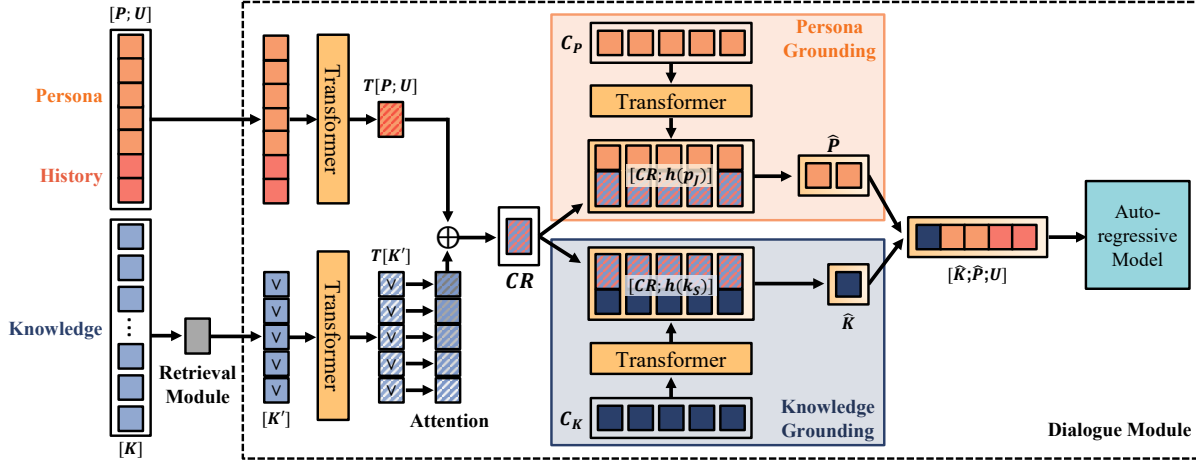 [P; U]
Persona
History
Knowledge
[K]
Retrieval
Module
Transformer
T[P; U]
[K′]
v
v
v
v
v
Transformer
T[K′]
v
v
v
v
v
Attention
CR
C_P
Persona
Grounding
Transformer
[CR; h(p_J)]
P̂
[CR; h(k_S)]
K̂
Transformer
C_K
Knowledge
Grounding
[K̂;P̂;U]
Auto-
regressive
Model
Dialogue Module